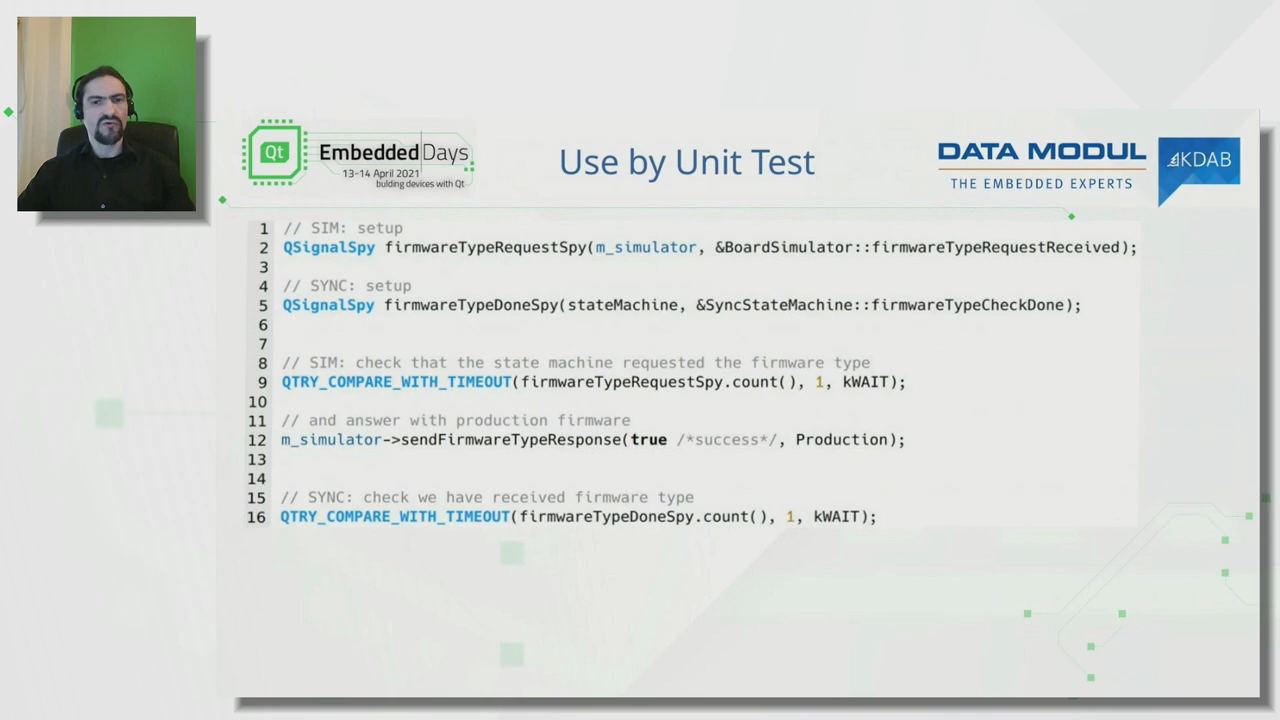 Qt
Embedded Days
13-14 April 2021
bulding devices with Qt
Use by Unit Test
DATA MODUL
THE EMBEDDED EXPERTS
KDAB
1 // SIM: setup
2 QSignalSpy firmwareTypeRequestSpy(m_simulator, &BoardSimulator::firmwareTypeRequestReceived);
3
4 // SYNC: setup
5 QSignalSpy firmwareTypeDoneSpy(stateMachine, &SyncStateMachine::firmwareTypeCheckDone);
6
7
8 // SIM: check that the state machine requested the firmware type
9 QTRY_COMPARE_WITH_TIMEOUT(firmwareTypeRequestSpy.count(), 1, kWAIT);
10
11 // and answer with production firmware
12 m_simulator->sendFirmwareTypeResponse(true /*success*/, Production);
13
14
15 // SYNC: check we have received firmware type
16 QTRY_COMPARE_WITH_TIMEOUT(firmwareTypeDoneSpy.count(), 1, kWAIT);